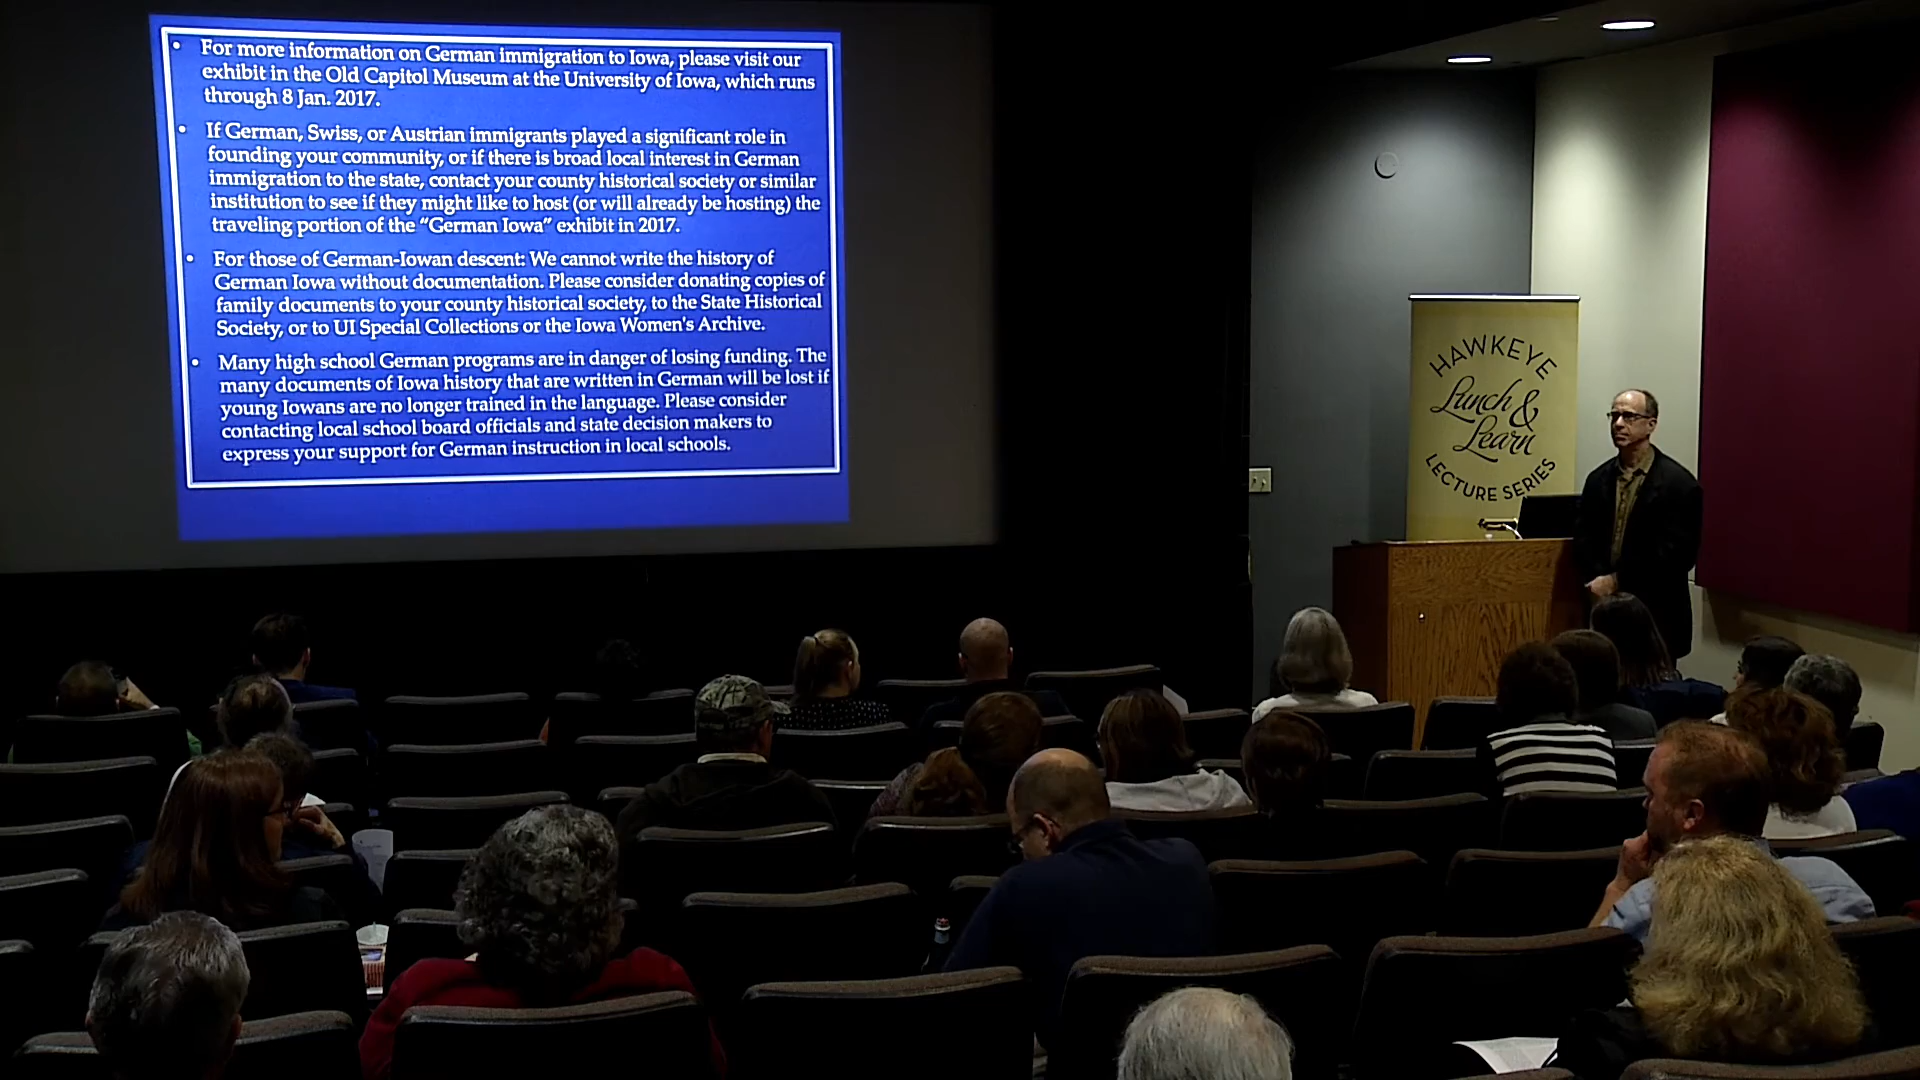 • For more information on German immigration to Iowa, please visit our
exhibit in the Old Capitol Museum at the University of Iowa, which runs
through 8 Jan. 2017.
• If German, Swiss, or Austrian immigrants played a significant role in
founding your community, or if there is broad local interest in German
immigration to the state, contact your county historical society or similar
institution to see if they might like to host (or will already be hosting) the
traveling portion of the “German Iowa” exhibit in 2017.
• For those of German-Iowan descent: We cannot write the history of
German Iowa without documentation. Please consider donating copies of
family documents to your county historical society, to the State Historical
Society, or to UI Special Collections or the Iowa Women's Archive.
• Many high school German programs are in danger of losing funding. The
many documents of Iowa history that are written in German will be lost if
young Iowans are no longer trained in the language. Please consider
contacting local school board officials and state decision makers to
express your support for German instruction in local schools.
HAWKEYE
Lunch &
Learn
LECTURE SERIES